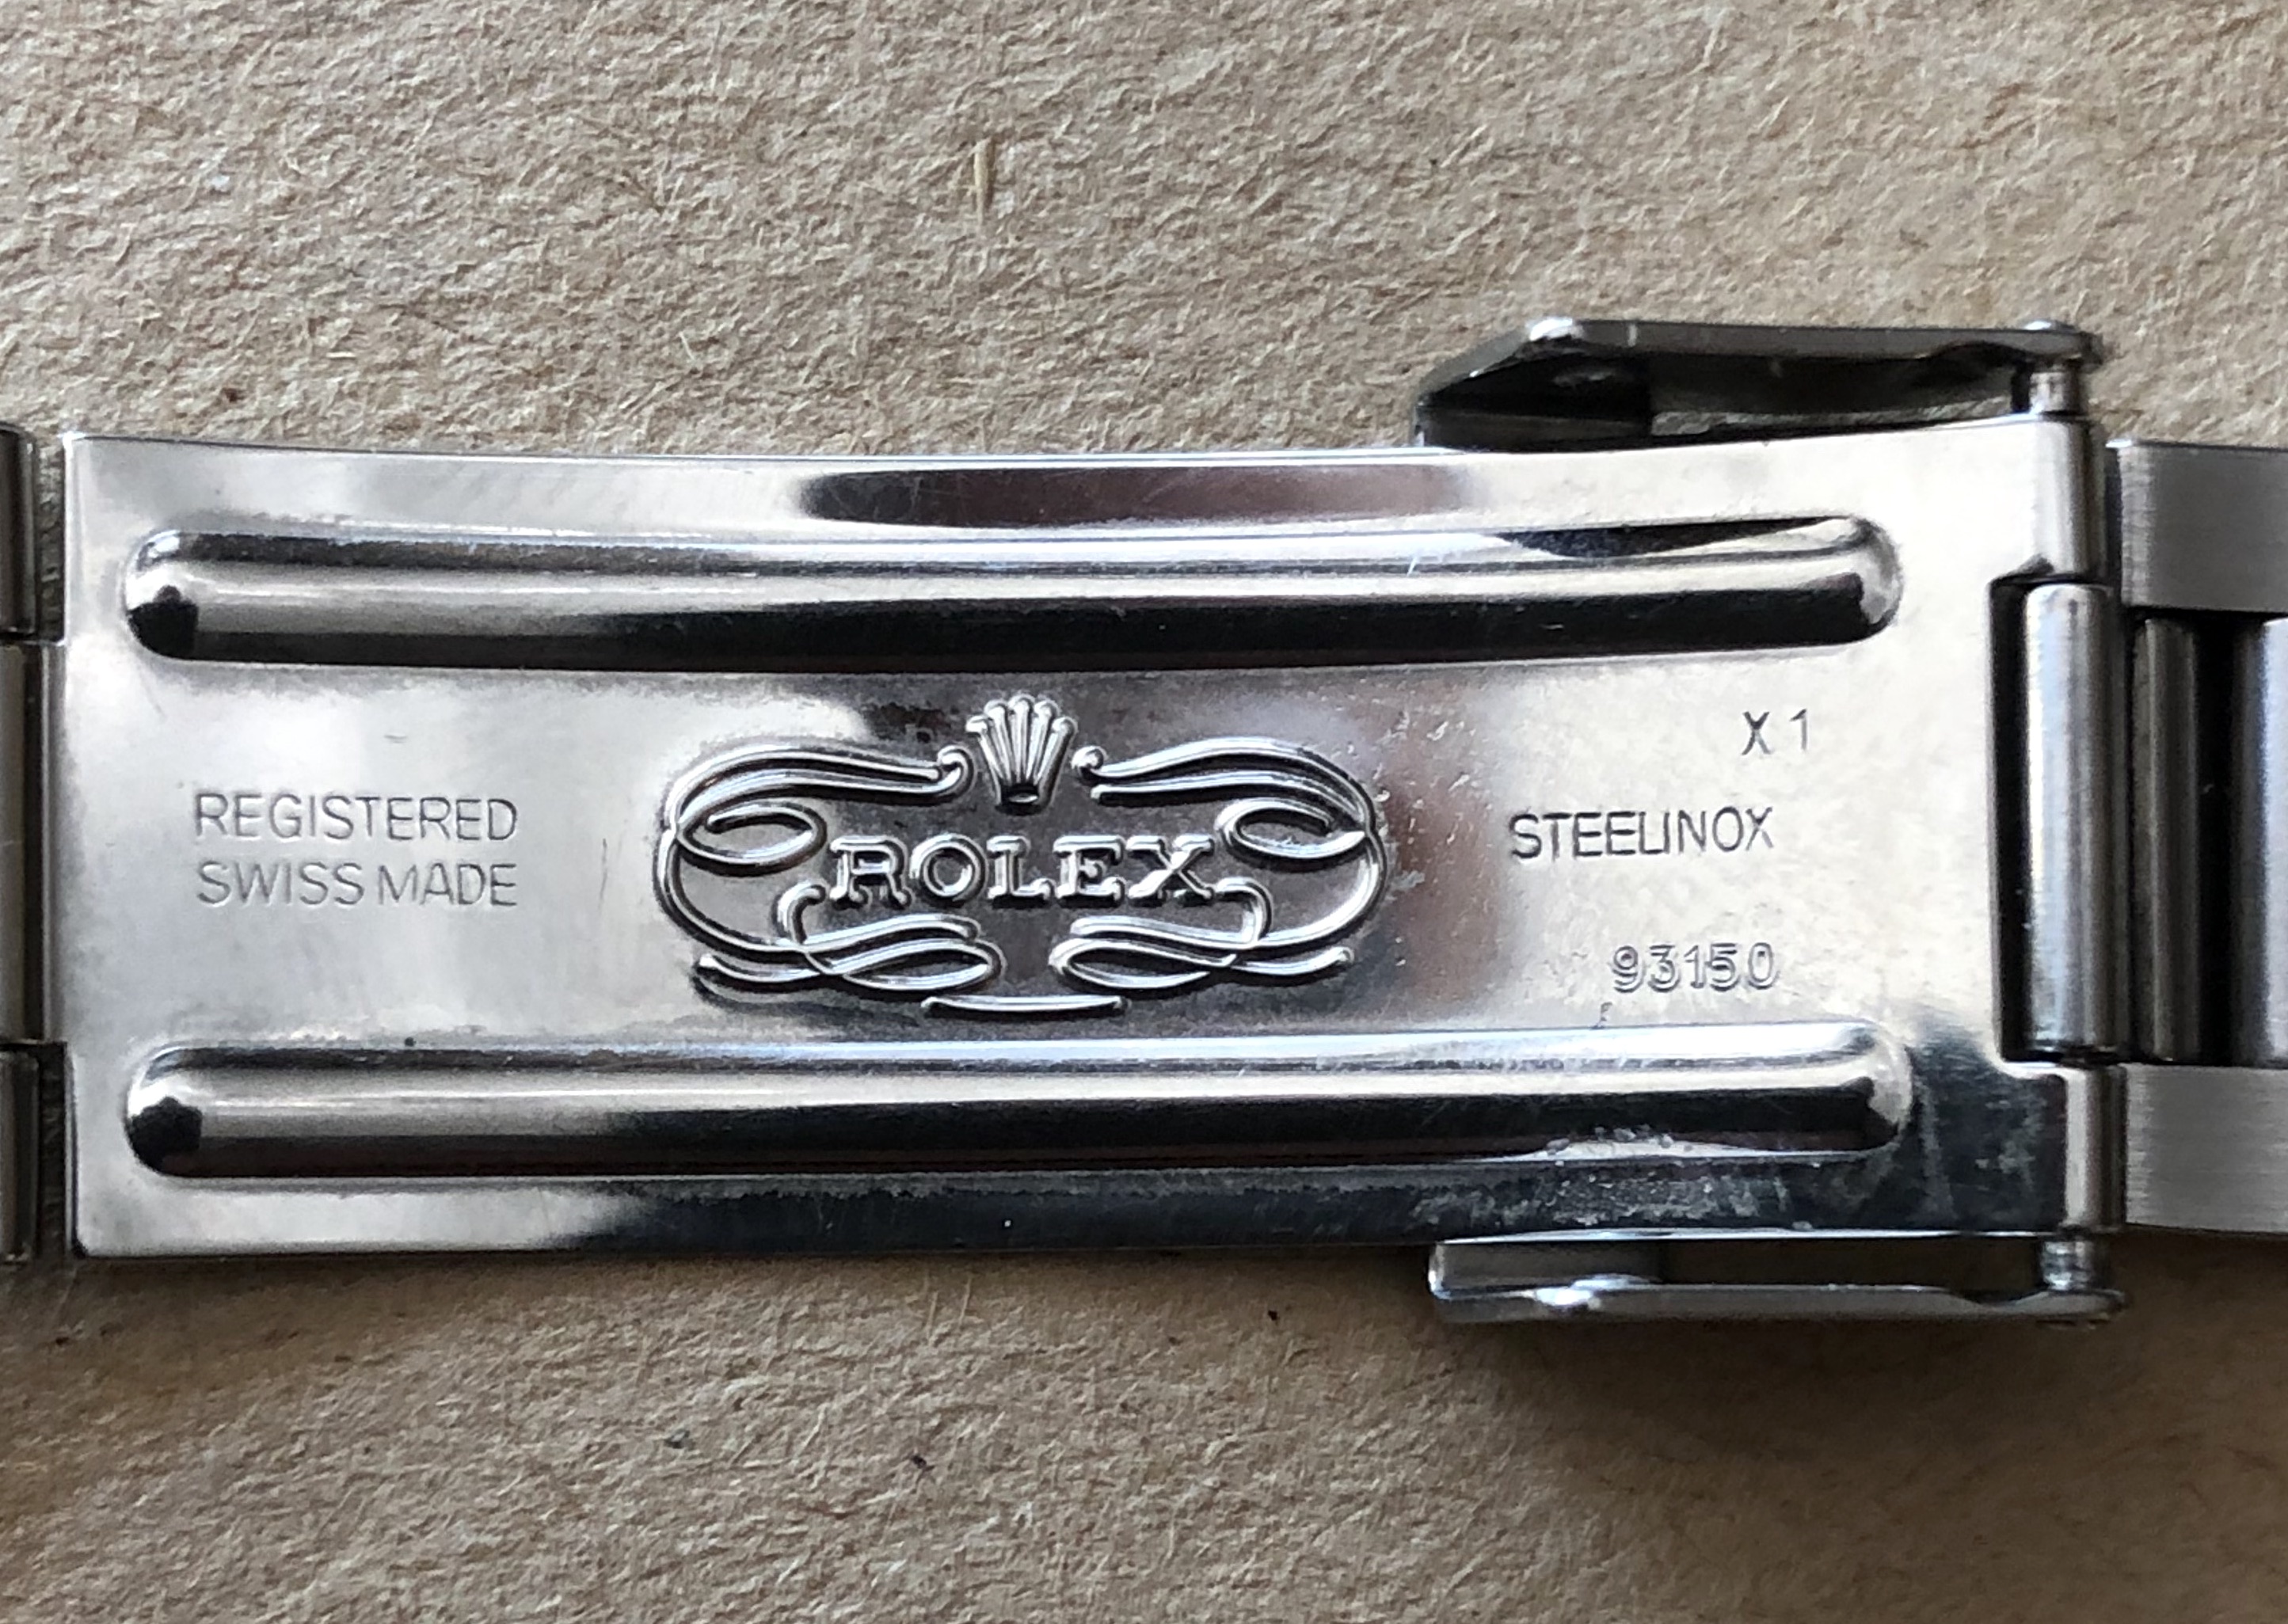 REGISTERED
SWISS MADE
ROLEX
X 1
STEELINOX
93150